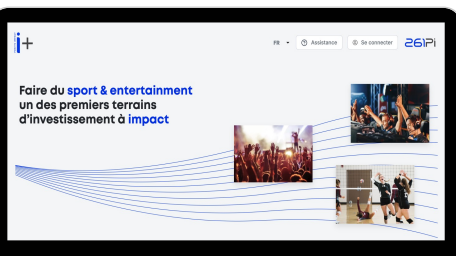 i+
FR
Assistance
Se connecter
261Pi
Faire du sport & entertainment
un des premiers terrains
d'investissement à impact